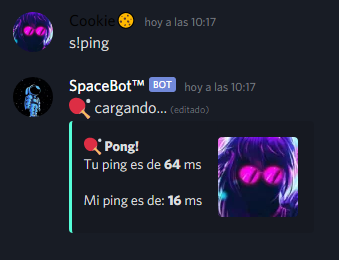 Cookie🍪 hoy a las 10:17
s!ping
SpaceBot™ BOT hoy a las 10:17
🏓 cargando... (editado)
🏓 Pong!
Tu ping es de 64 ms
Mi ping es de: 16 ms